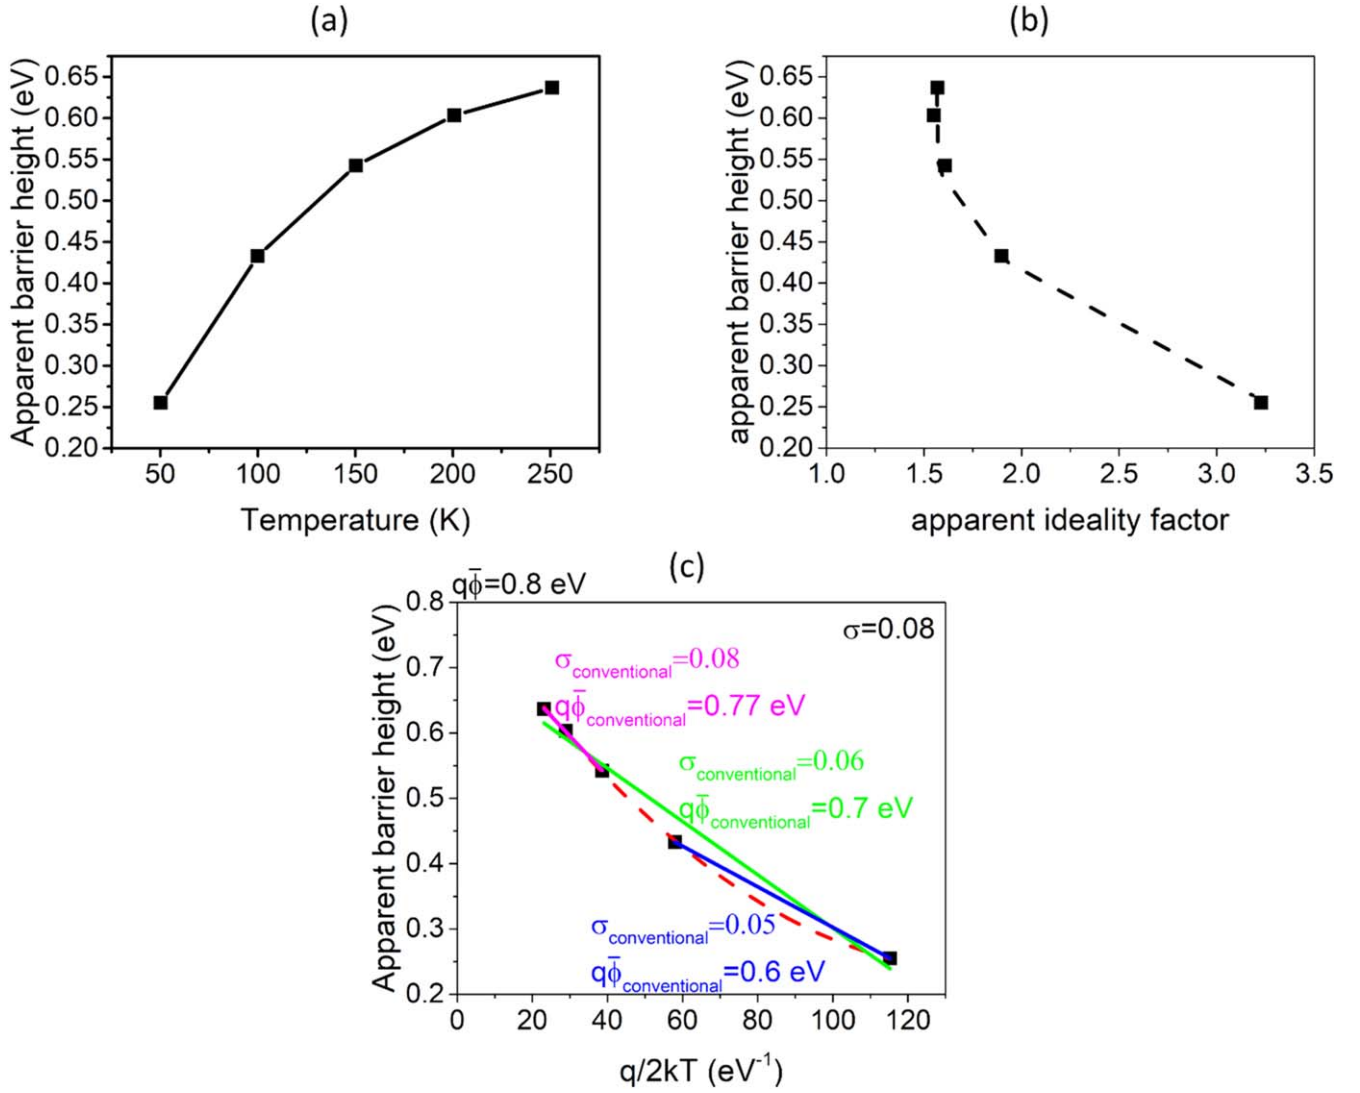 (a)
Apparent barrier height (eV)
0.65
0.60
0.55
0.50
0.45
0.40
0.35
0.30
0.25
0.20
50 100 150 200 250
Temperature (K)
(b)
apparent barrier height (eV)
0.65
0.60
0.55
0.50
0.45
0.40
0.35
0.30
0.25
0.20
1.0 1.5 2.0 2.5 3.0 3.5
apparent ideality factor
(c)
qϕ̄=0.8 eV
σ=0.08
Apparent barrier height (eV)
0.8
0.7
0.6
0.5
0.4
0.3
0.2
σconventional=0.08
qϕ̄conventional=0.77 eV
σconventional=0.06
qϕ̄conventional=0.7 eV
σconventional=0.05
qϕ̄conventional=0.6 eV
0 20 40 60 80 100 120
q/2kT (eV⁻¹)